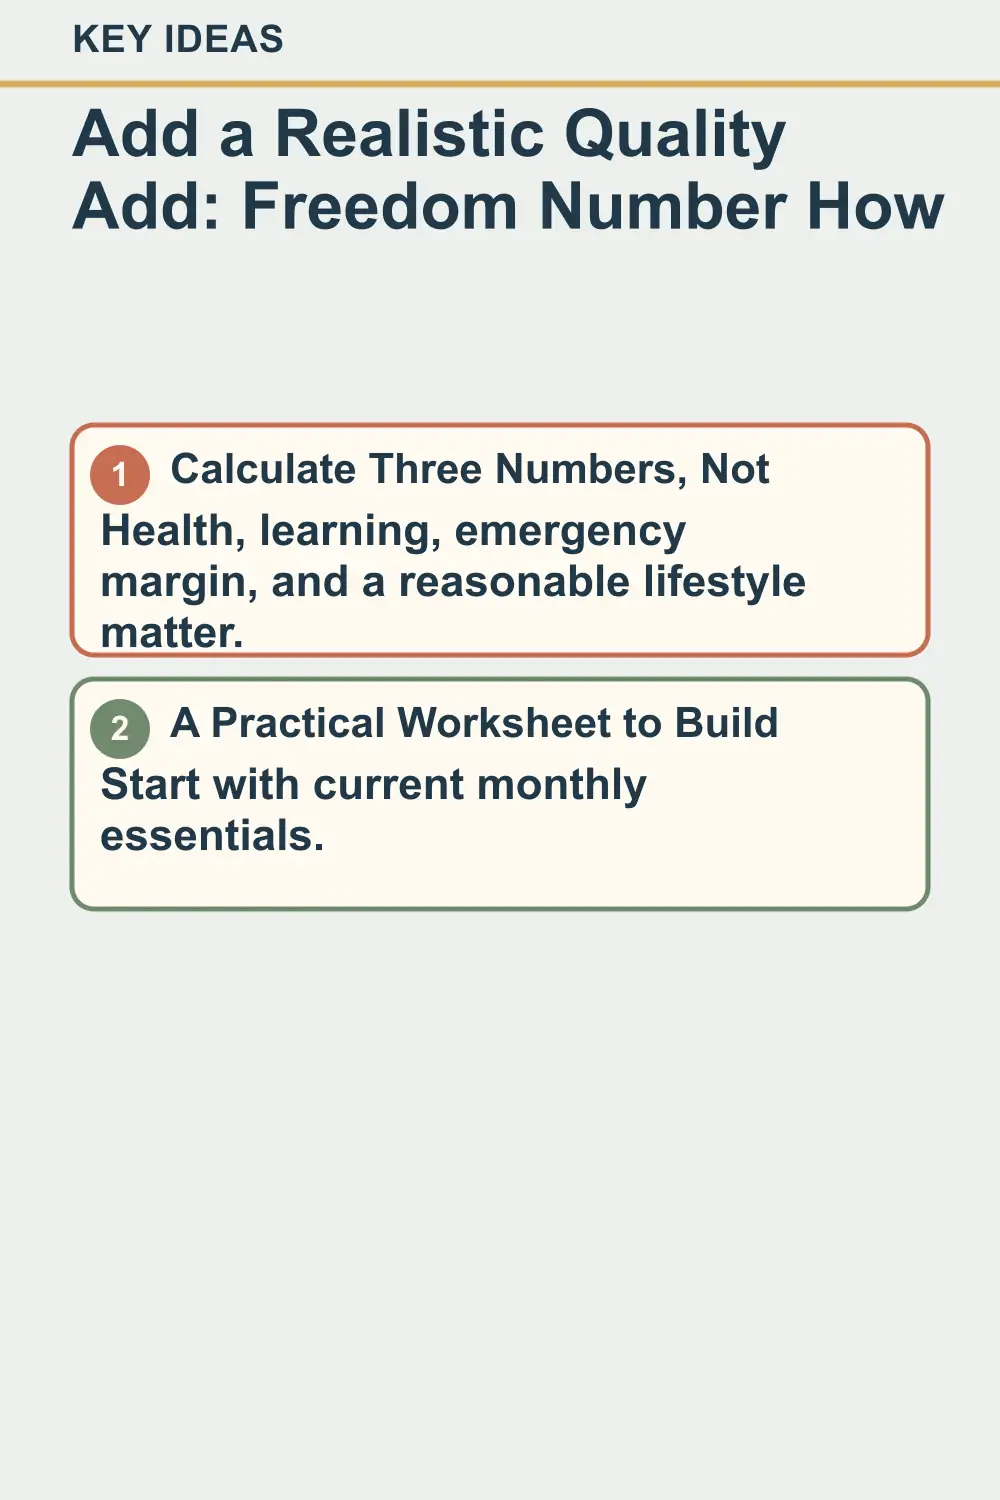 KEY IDEAS
Add a Realistic Quality
Add: Freedom Number How
1 Calculate Three Numbers, Not
Health, learning, emergency
margin, and a reasonable lifestyle
matter.
2 A Practical Worksheet to Build
Start with current monthly
essentials.